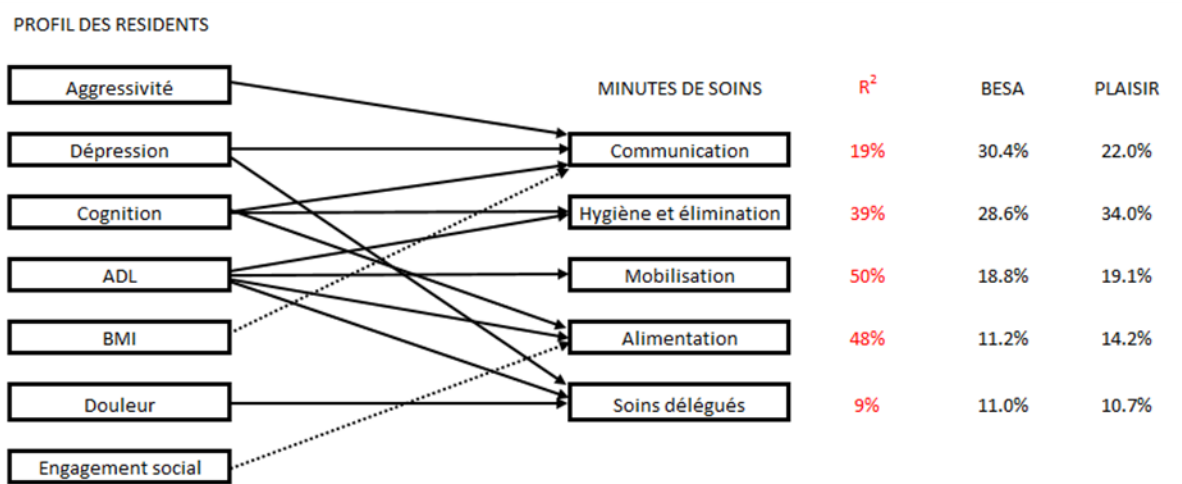 PROFIL DES RESIDENTS
Aggressivité MINUTES DE SOINS R² BESA PLAISIR
Dépression Communication 19% 30.4% 22.0%
Cognition Hygiène et élimination 39% 28.6% 34.0%
ADL Mobilisation 50% 18.8% 19.1%
BMI Alimentation 48% 11.2% 14.2%
Douleur Soins délégués 9% 11.0% 10.7%
Engagement social